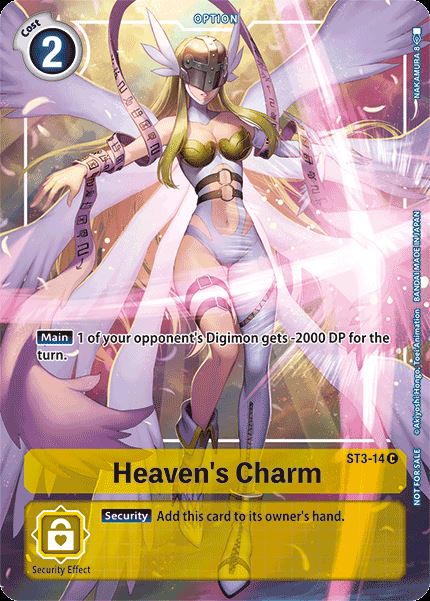 Cost
2
OPTION
NAKAMURA 8
Main 1 of your opponent's Digimon gets -2000 DP for the
turn.
©Akiyoshi Hongo, Toei Animation BANDAI MADE IN JAPAN
NOT FOR SALE
ST3-14 C
Heaven's Charm
Security Add this card to its owner's hand.
Security Effect